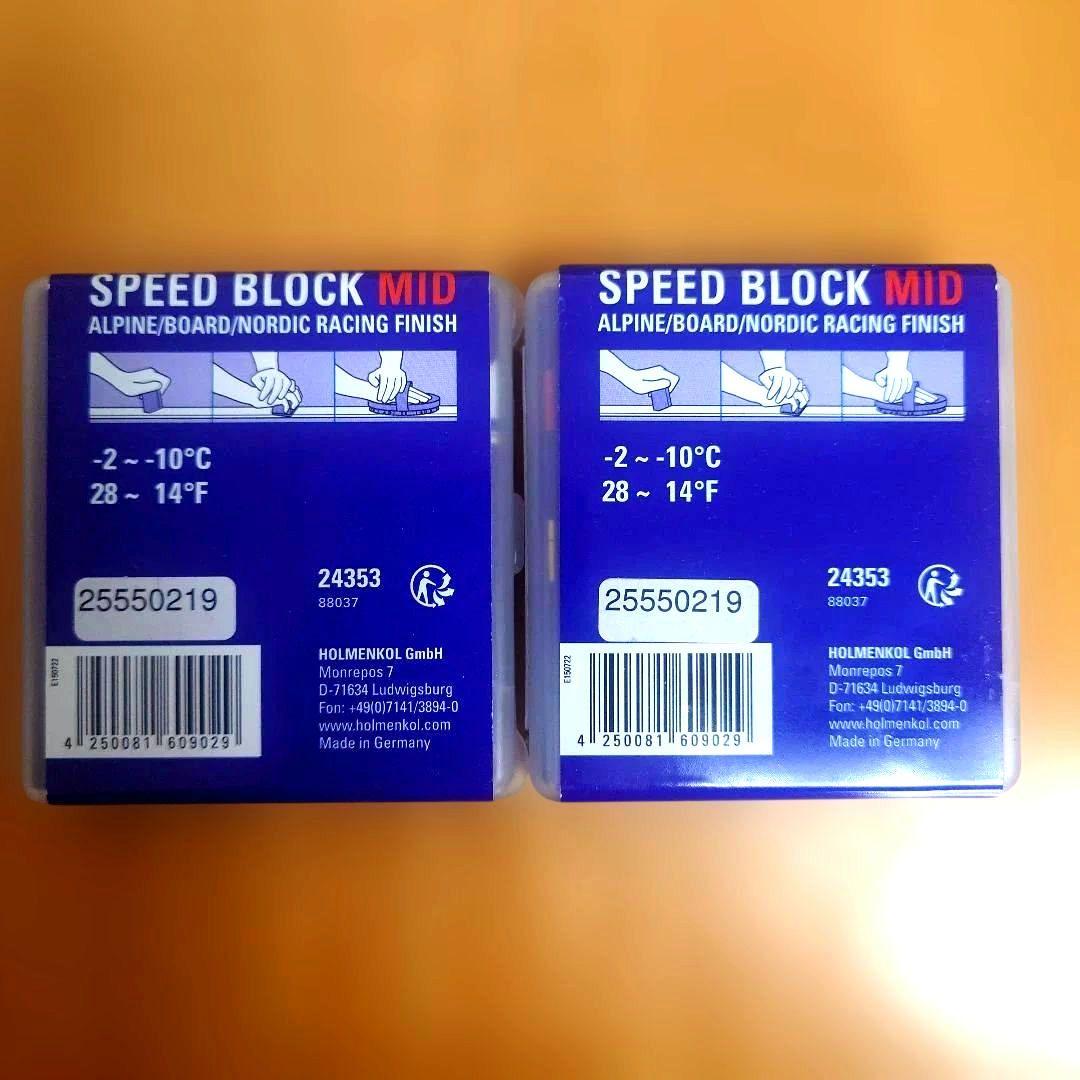 SPEED BLOCK MID
ALPINE/BOARD/NORDIC RACING FINISH
-2 ~ -10°C
28 ~ 14°F
24353
88037
25550219
E150722
4 250081 609029
HOLMENKOL GmbH
Monrepos 7
D-71634 Ludwigsburg
Fon: +49(0)7141/3894-0
www.holmenkol.com
Made in Germany
SPEED BLOCK MID
ALPINE/BOARD/NORDIC RACING FINISH
-2 ~ -10°C
28 ~ 14°F
24353
88037
25550219
E150722
4 250081 609029
HOLMENKOL GmbH
Monrepos 7
D-71634 Ludwigsburg
Fon: +49(0)7141/3894-0
www.holmenkol.com
Made in Germany